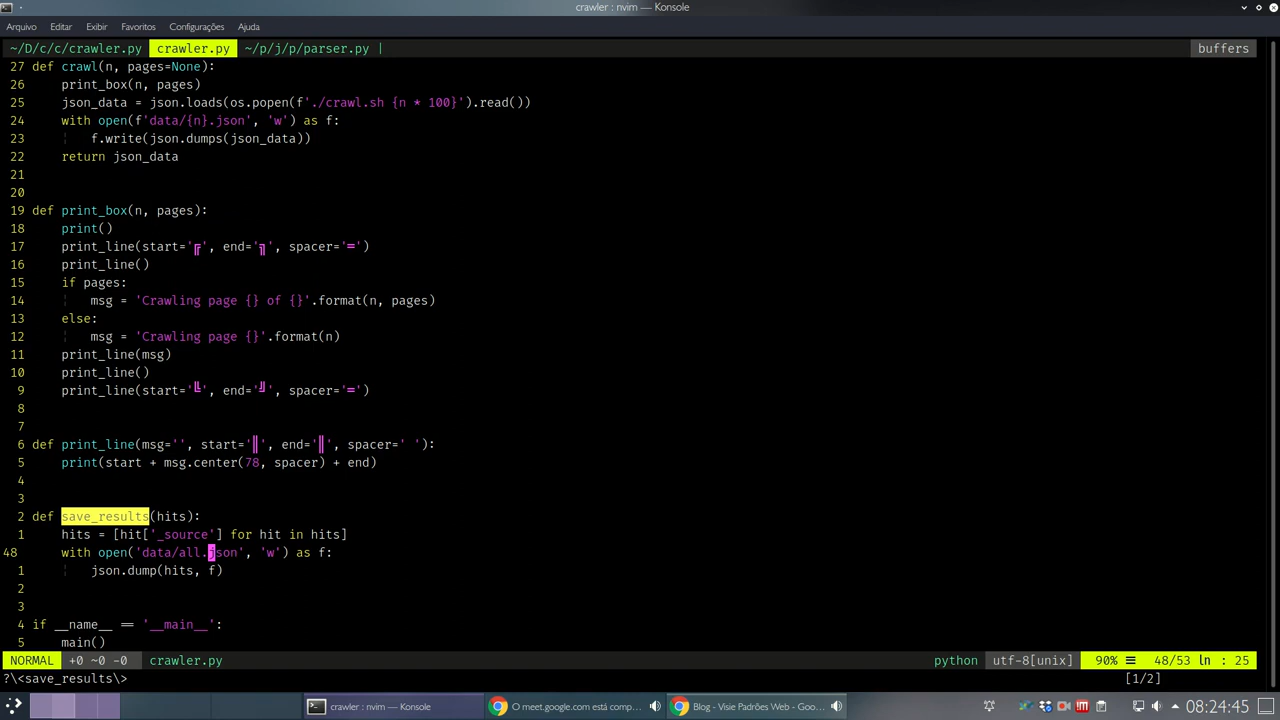 crawler : nvim — Konsole
Arquivo Editar Exibir Favoritos Configurações Ajuda
~/D/c/c/crawler.py crawler.py ~/p/j/p/parser.py | buffers
27 def crawl(n, pages=None):
26     print_box(n, pages)
25     json_data = json.loads(os.popen(f'./crawl.sh {n * 100}').read())
24     with open(f'data/{n}.json', 'w') as f:
23     ¦   f.write(json.dumps(json_data))
22     return json_data
21
20
19 def print_box(n, pages):
18     print()
17     print_line(start='╔', end='╗', spacer='═')
16     print_line()
15     if pages:
14     ¦   msg = 'Crawling page {} of {}'.format(n, pages)
13     else:
12     ¦   msg = 'Crawling page {}'.format(n)
11     print_line(msg)
10     print_line()
9     print_line(start='╚', end='╝', spacer='═')
8
7
6 def print_line(msg='', start='║', end='║', spacer=' '):
5     print(start + msg.center(78, spacer) + end)
4
3
2 def save_results(hits):
1     hits = [hit['_source'] for hit in hits]
48     with open('data/all.json', 'w') as f:
1     ¦   json.dump(hits, f)
2
3
4 if __name__ == '__main__':
5     main()
NORMAL +0 ~0 -0 crawler.py python utf-8[unix] 90% ☰ 48/53 ln : 25
?\<save_results\> [1/2]
crawler : nvim — Konsole O meet.google.com está comp... Blog - Visie Padrões Web - Goo... 08:24:45